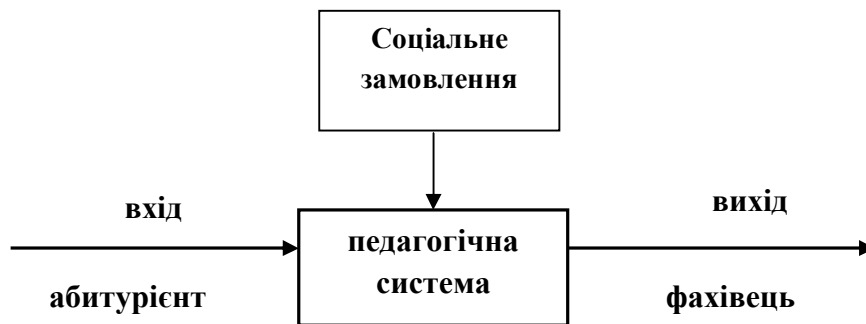 Соціальне
замовлення
вхід
вихід
педагогічна
система
абитурієнт
фахівець